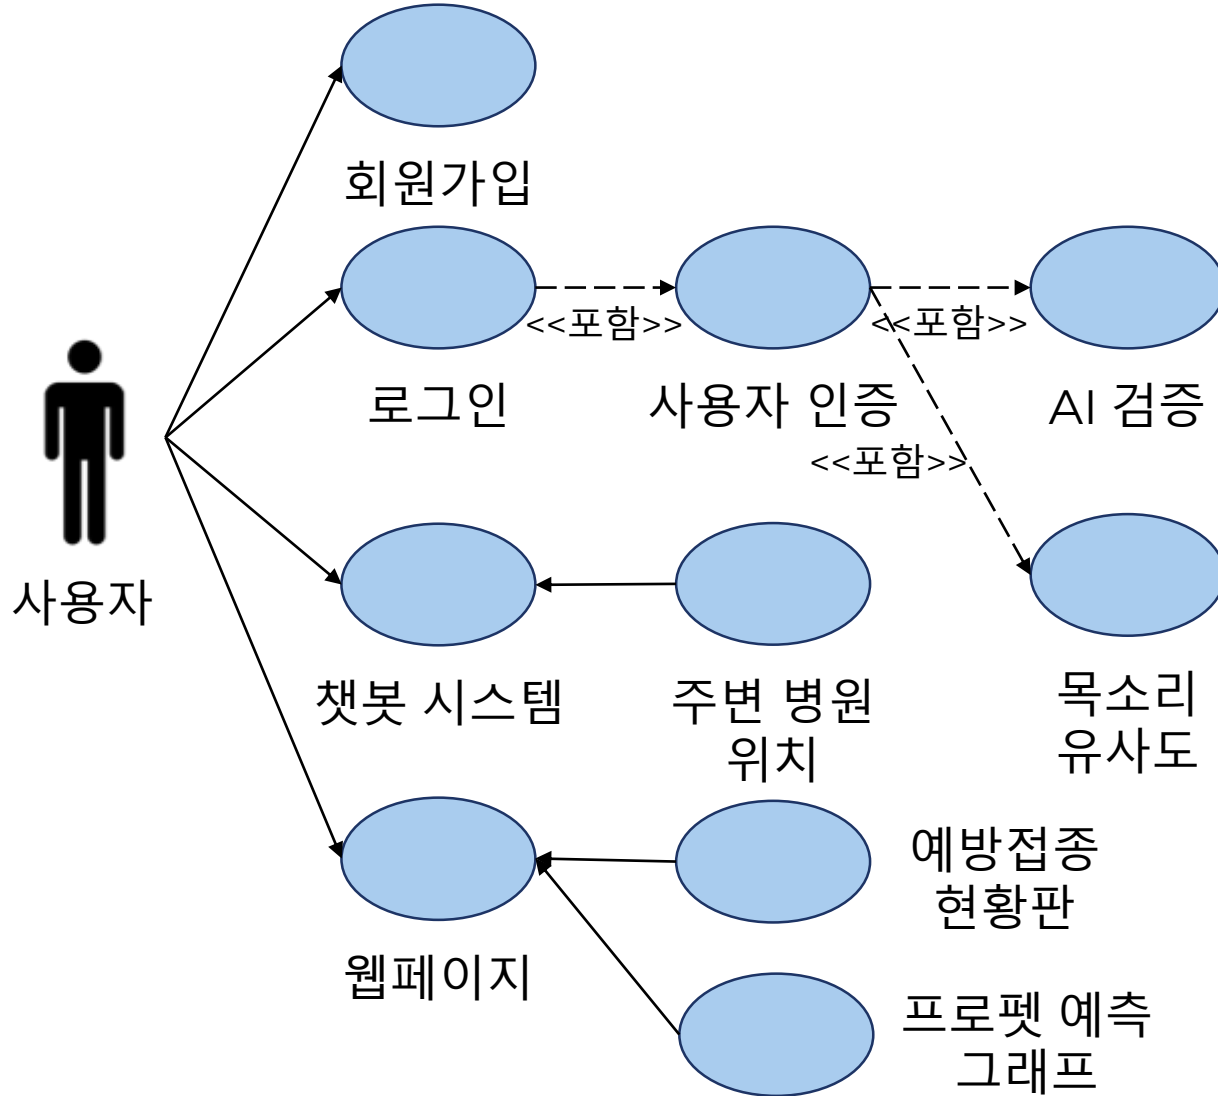 회원가입
<<포함>>
<<포함>>
로그인
사용자 인증
AI 검증
<<포함>>
사용자
챗봇 시스템
주변 병원
위치
목소리
유사도
예방접종
현황판
웹페이지
프로펫 예측
그래프